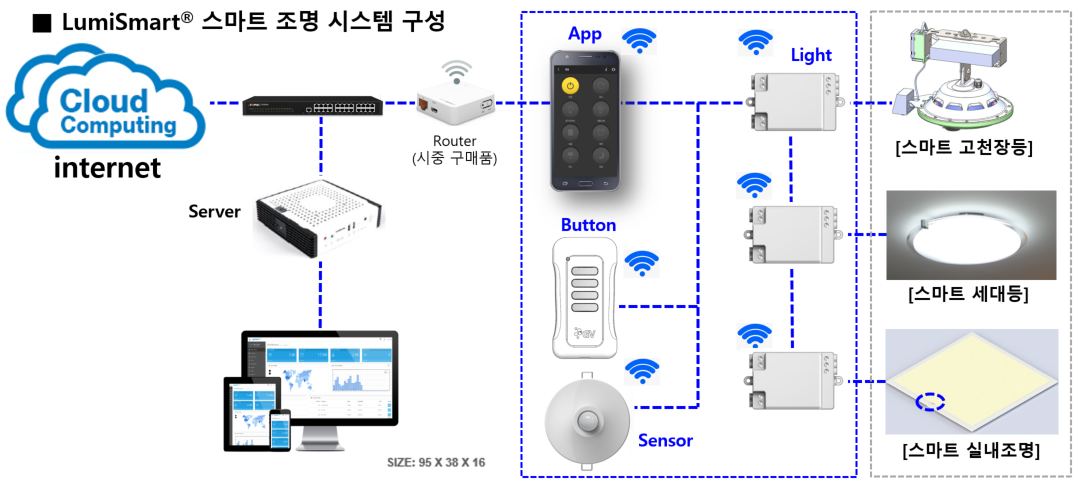 ■ LumiSmart® 스마트 조명 시스템 구성
Cloud
Computing
internet
Router
(시중 구매품)
Server
SIZE: 95 X 38 X 16
App
Light
Button
GV
Sensor
[스마트 고천장등]
[스마트 세대등]
[스마트 실내조명]